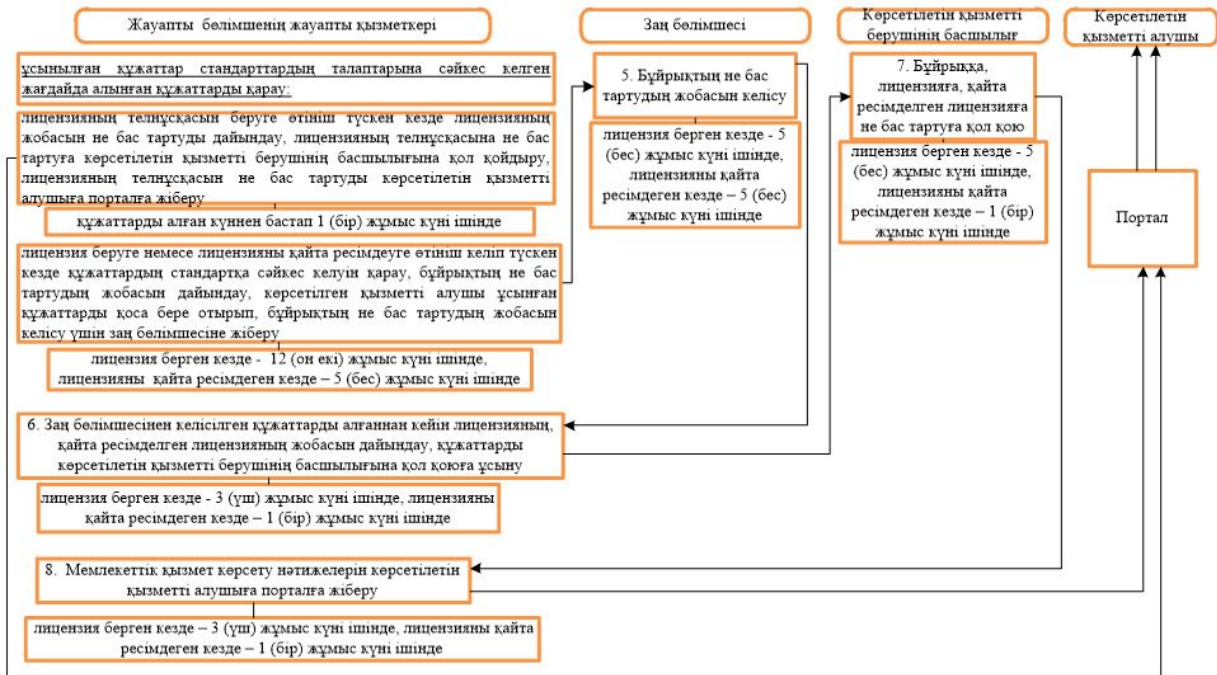 Жауапты бөлімшенің жауапты қызметкері
Заң бөлімшесі
Көрсетілетін қызметті
берушінің басшылығ
Көрсетілетін
қызметті алушы
ұсынылған құжаттар стандарттардың талаптарына сәйкес келген
жағдайда алынған құжаттарды қарау:
лицензияның телнұсқасын беруге өтініш түскен кезде лицензияның
жобасын не бас тартуды дайындау, лицензияның телнұсқасына не бас
тартуға көрсетілетін қызметті берушінің басшылығына қол қойдыру,
лицензияның телнұсқасын не бас тартуды көрсетілетін қызметті
алушыға порталға жіберу
құжаттарды алған күннен бастап 1 (бір) жұмыс күні ішінде
лицензия беруге немесе лицензияны қайта ресімдеуге өтініш келіп түскен
кезде құжаттардың стандартқа сәйкес келуін қарау, бұйрықтың не бас
тартудың жобасын дайындау, көрсетілген қызметті алушы ұсынған
құжаттарды қоса бере отырып, бұйрықтың не бас тартудың жобасын
келісу үшін заң бөлімшесіне жіберу
лицензия берген кезде - 12 (он екі) жұмыс күні ішінде,
лицензияны қайта ресімдеген кезде – 5 (бес) жұмыс күні ішінде
5. Бұйрықтың не бас
тартудың жобасын келісу
лицензия берген кезде - 5
(бес) жұмыс күні ішінде,
лицензияны қайта
ресімдеген кезде – 5 (бес)
жұмыс күні ішінде
7. Бұйрыққа,
лицензияға, қайта
ресімделген лицензияға
не бас тартуға қол қою
лицензия берген кезде - 5
(бес) жұмыс күні ішінде,
лицензияны қайта
ресімдеген кезде – 1 (бір)
жұмыс күні ішінде
Портал
6. Заң бөлімшесінен келісілген құжаттарды алғаннан кейін лицензияның,
қайта ресімделген лицензияның жобасын дайындау, құжаттарды
көрсетілетін қызметті берушінің басшылығына қол қоюға ұсыну
лицензия берген кезде - 3 (үш) жұмыс күні ішінде, лицензияны
қайта ресімдеген кезде – 1 (бір) жұмыс күні ішінде
8. Мемлекеттік қызмет көрсету нәтижелерін көрсетілетін
қызметті алушыға порталға жіберу
лицензия берген кезде – 3 (үш) жұмыс күні ішінде, лицензияны қайта
ресімдеген кезде – 1 (бір) жұмыс күні ішінде